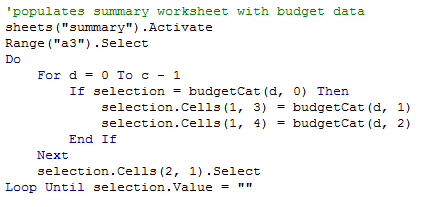 'populates summary worksheet with budget data
sheets("summary").Activate
Range("a3").Select
Do
    For d = 0 To c - 1
        If selection = budgetCat(d, 0) Then
            selection.Cells(1, 3) = budgetCat(d, 1)
            selection.Cells(1, 4) = budgetCat(d, 2)
        End If
    Next
    selection.Cells(2, 1).Select
Loop Until selection.Value = ""